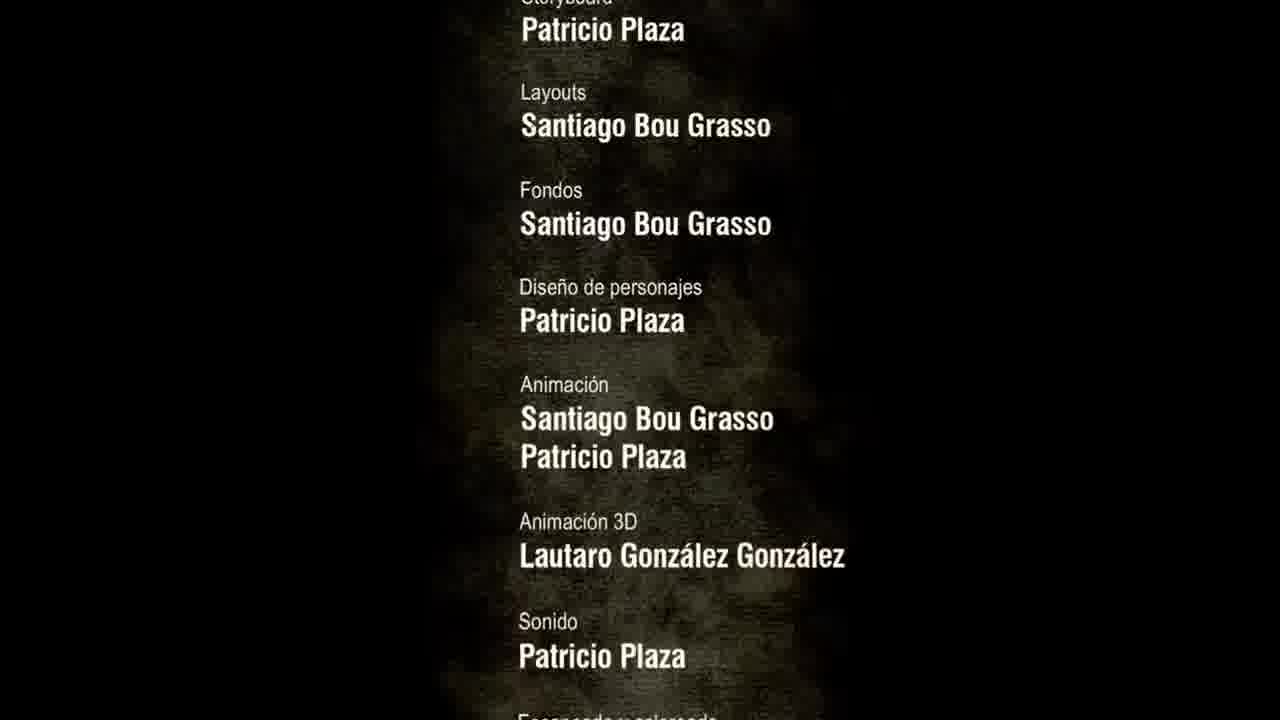 Storyboard
Patricio Plaza
Layouts
Santiago Bou Grasso
Fondos
Santiago Bou Grasso
Diseño de personajes
Patricio Plaza
Animación
Santiago Bou Grasso
Patricio Plaza
Animación 3D
Lautaro González González
Sonido
Patricio Plaza